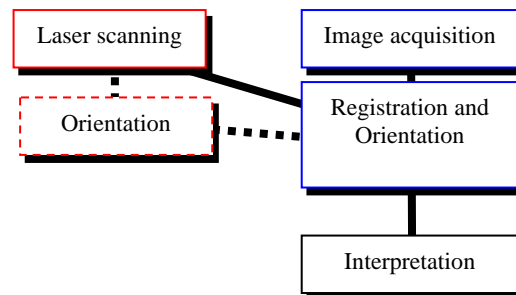 Laser scanning
Image acquisition
Orientation
Registration and
Orientation
Interpretation